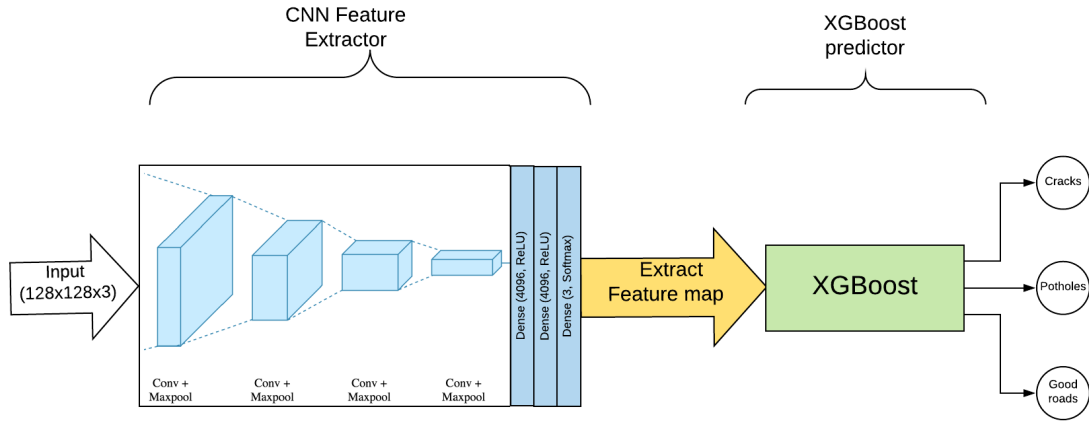 CNN Feature
Extractor
XGBoost
predictor
Input
(128x128x3)
Conv +
Maxpool
Conv +
Maxpool
Conv +
Maxpool
Conv +
Maxpool
Dense (4096, ReLU)
Dense (4096, ReLU)
Dense (3, Softmax)
Extract
Feature map
XGBoost
Cracks
Potholes
Good
roads